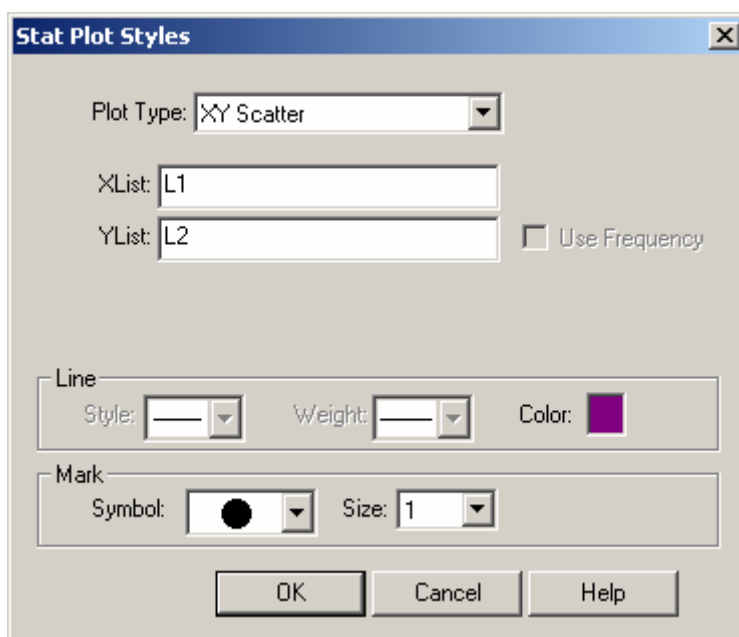 Stat Plot Styles
Plot Type: XY Scatter
XList: L1
YList: L2 Use Frequency
Line
Style: Weight: Color:
Mark
Symbol: Size: 1
OK Cancel Help